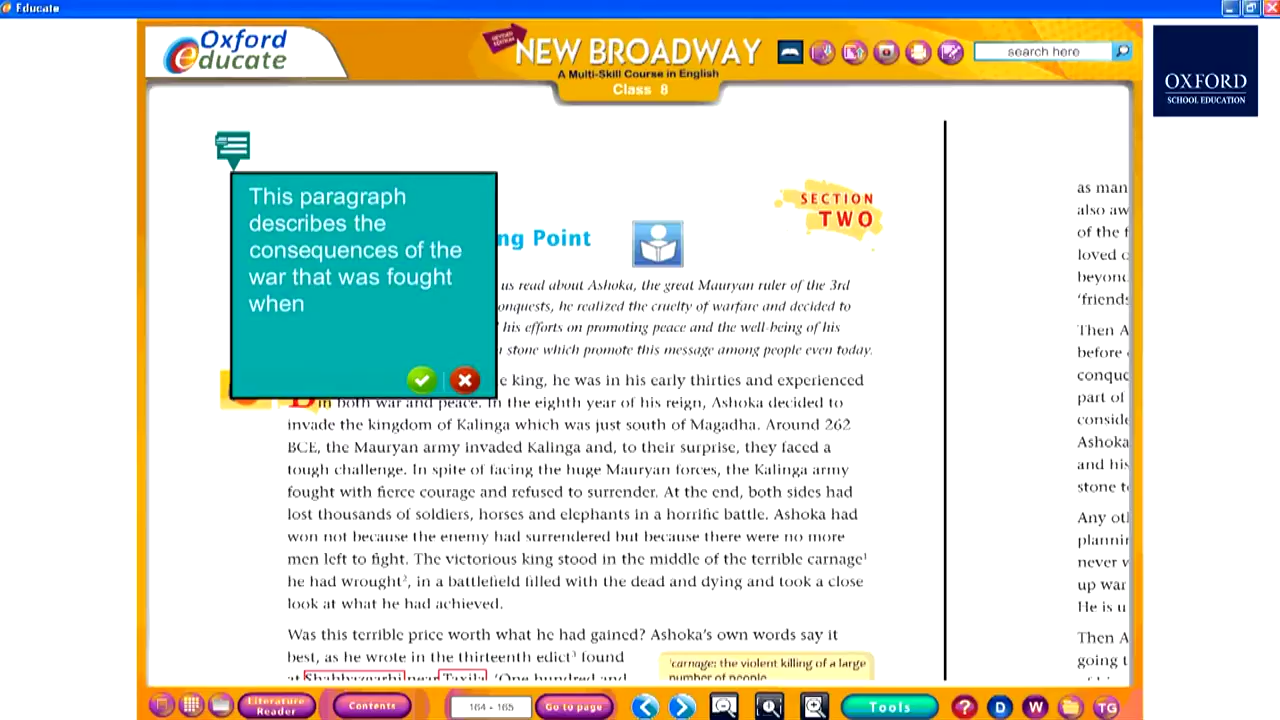 Educate
Oxford
educate
REVISED EDITION
NEW BROADWAY
A Multi-Skill Course in English
Class 8
search here
OXFORD
SCHOOL EDUCATION
This paragraph
describes the
consequences of the
war that was fought
when
SECTION
TWO
ng Point
us read about Ashoka, the great Mauryan ruler of the 3rd
onquests, he realized the cruelty of warfare and decided to
his efforts on promoting peace and the well-being of his
stone which promote this message among people even today.
e king, he was in his early thirties and experienced
in both war and peace. In the eighth year of his reign, Ashoka decided to
invade the kingdom of Kalinga which was just south of Magadha. Around 262
BCE, the Mauryan army invaded Kalinga and, to their surprise, they faced a
tough challenge. In spite of facing the huge Mauryan forces, the Kalinga army
fought with fierce courage and refused to surrender. At the end, both sides had
lost thousands of soldiers, horses and elephants in a horrific battle. Ashoka had
won not because the enemy had surrendered but because there were no more
men left to fight. The victorious king stood in the middle of the terrible carnage¹
he had wrought², in a battlefield filled with the dead and dying and took a close
look at what he had achieved.
Was this terrible price worth what he had gained? Ashoka's own words say it
best, as he wrote in the thirteenth edict³ found
at Shahbazgarhi near Taxila. 'One hundred and
¹carnage: the violent killing of a large
number of people
as man
also aw
of the f
loved o
beyond
'friends
Then A
before
conque
part of
conside
Ashoka
and his
stone t
Any oth
plannin
never w
up war
He is u
Then A
going t
Literature
Reader
Contents
164 - 165
Go to page
Tools
?
D
W
TG